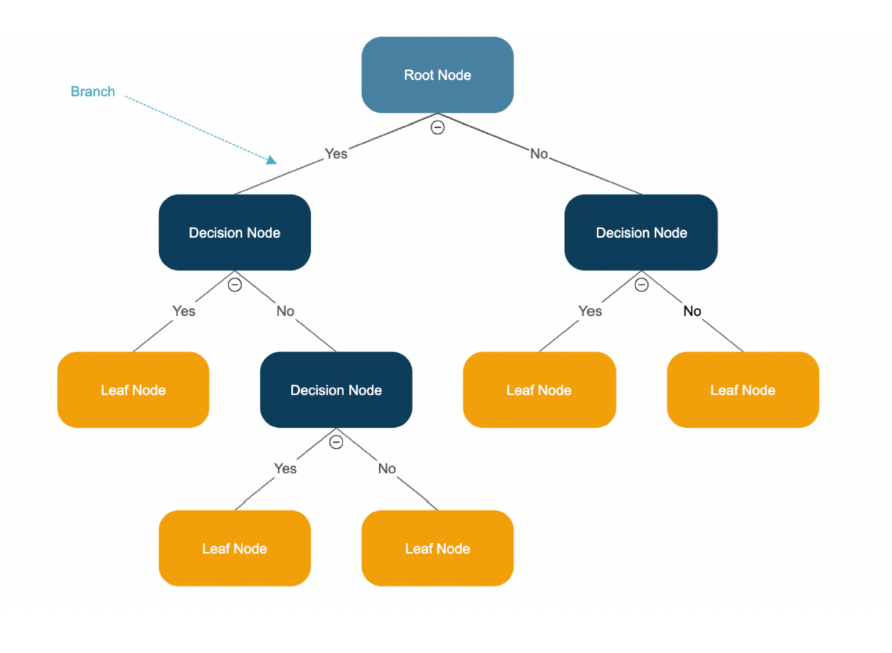 Root Node
Branch
Yes
No
Decision Node
Decision Node
Yes
No
Yes
No
Leaf Node
Decision Node
Leaf Node
Leaf Node
Yes
No
Leaf Node
Leaf Node